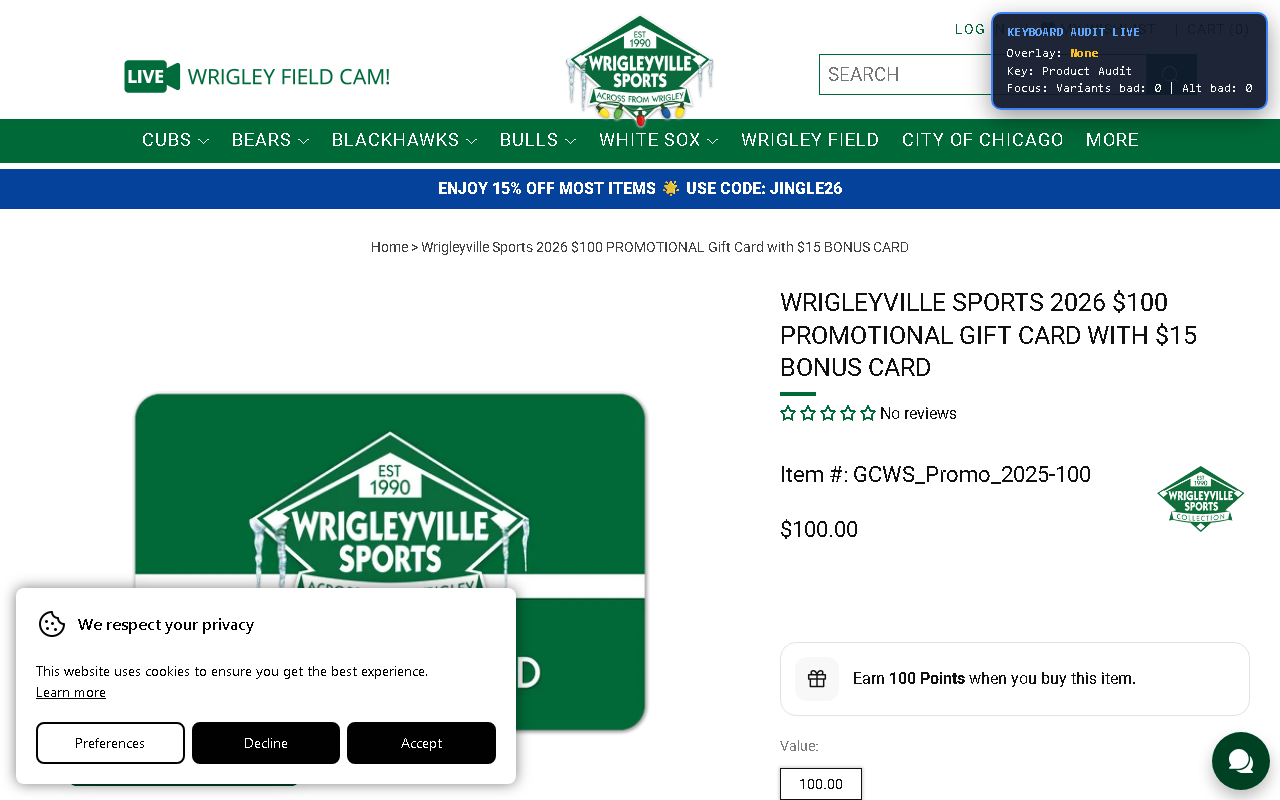 LIVE WRIGLEY FIELD CAM!
EST
1990
WRIGLEYVILLE
SPORTS
ACROSS FROM WRIGLEY
LOG
SEARCH
KEYBOARD AUDIT LIVE
Overlay: None
Key: Product Audit
Focus: Variants bad: 0 | Alt bad: 0
CUBS BEARS BLACKHAWKS BULLS WHITE SOX WRIGLEY FIELD CITY OF CHICAGO MORE
ENJOY 15% OFF MOST ITEMS 🌟 USE CODE: JINGLE26
Home > Wrigleyville Sports 2026 $100 PROMOTIONAL Gift Card with $15 BONUS CARD
WRIGLEYVILLE SPORTS 2026 $100
PROMOTIONAL GIFT CARD WITH $15
BONUS CARD
No reviews
Item #: GCWS_Promo_2025-100
WRIGLEYVILLE
SPORTS
COLLECTION
$100.00
EST
1990
WRIGLEYVILLE
SPORTS
D
Earn 100 Points when you buy this item.
Value:
100.00
We respect your privacy
This website uses cookies to ensure you get the best experience.
Learn more
Preferences
Decline
Accept